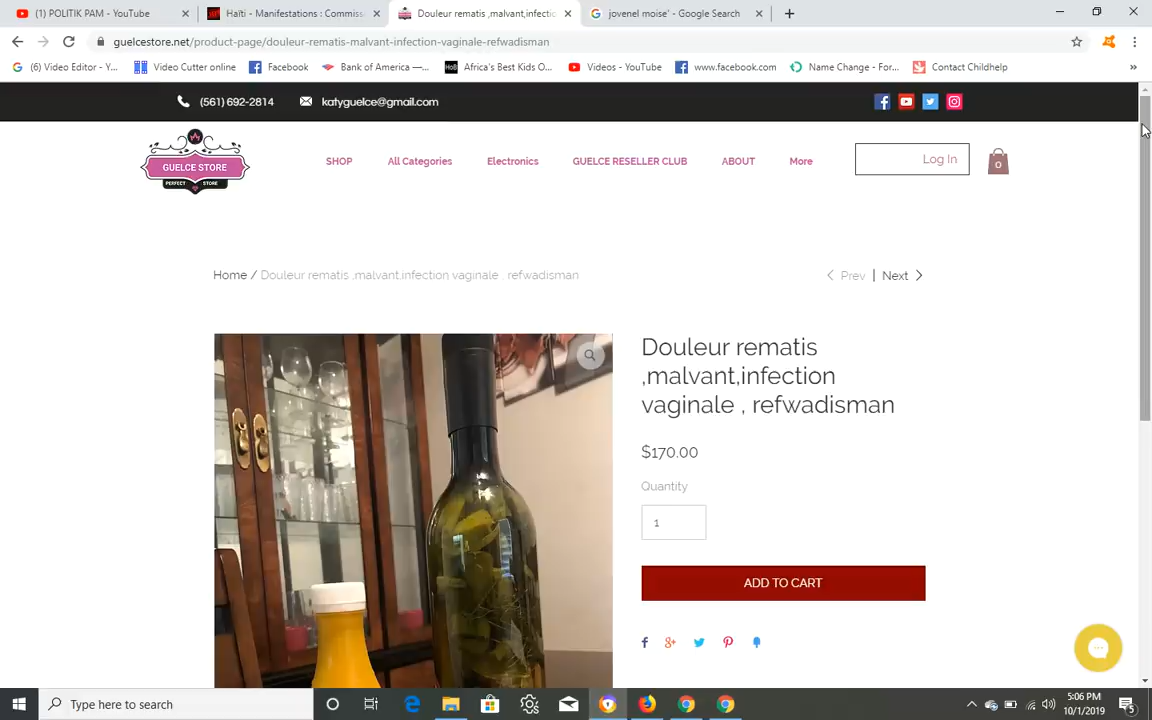 (1) POLITIK PAM - YouTube
Haïti - Manifestations : Commiss
Douleur rematis ,malvant,infectio
jovenel moise' - Google Search
guelcestore.net/product-page/douleur-rematis-malvant-infection-vaginale-refwadisman
(6) Video Editor - Y...
Video Cutter online
Facebook
Bank of America —...
Africa's Best Kids O...
Videos - YouTube
www.facebook.com
Name Change - For...
Contact Childhelp
(561) 692-2814
katyguelce@gmail.com
GUELCE STORE
PERFECT STORE
SHOP
All Categories
Electronics
GUELCE RESELLER CLUB
ABOUT
More
Log In
0
Home / Douleur rematis ,malvant,infection vaginale , refwadisman
Prev | Next
Douleur rematis
,malvant,infection
vaginale , refwadisman
$170.00
Quantity
1
ADD TO CART
Type here to search
5:06 PM
10/1/2019
5